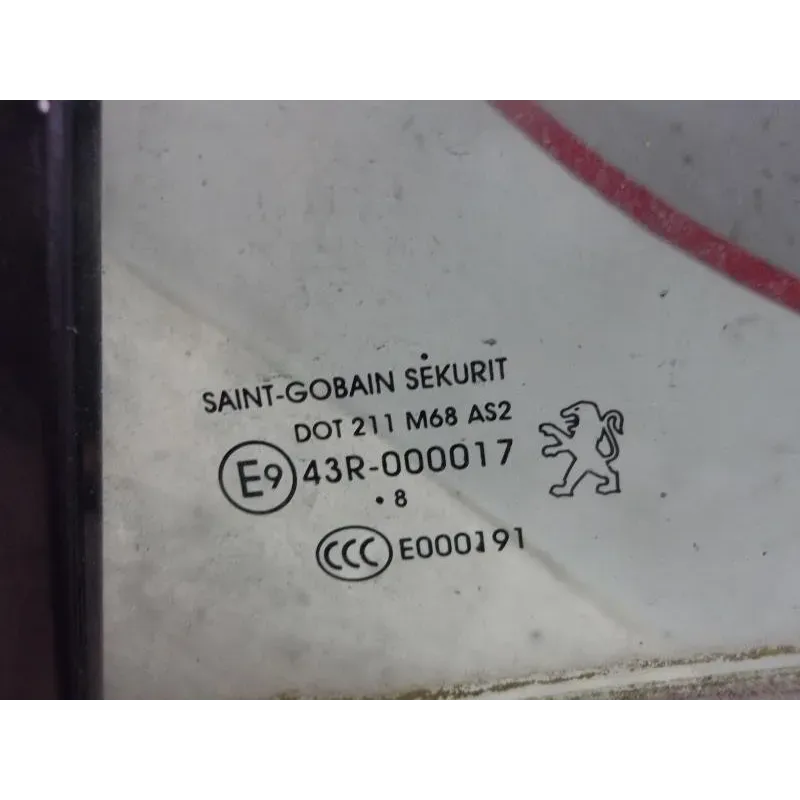 SAINT-GOBAIN SEKURIT
DOT 211 M68 AS2
E9 43R-000017
. 8
CCC E000191